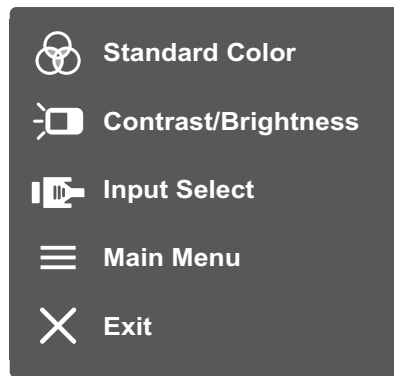 Standard Color
Contrast/Brightness
Input Select
Main Menu
Exit